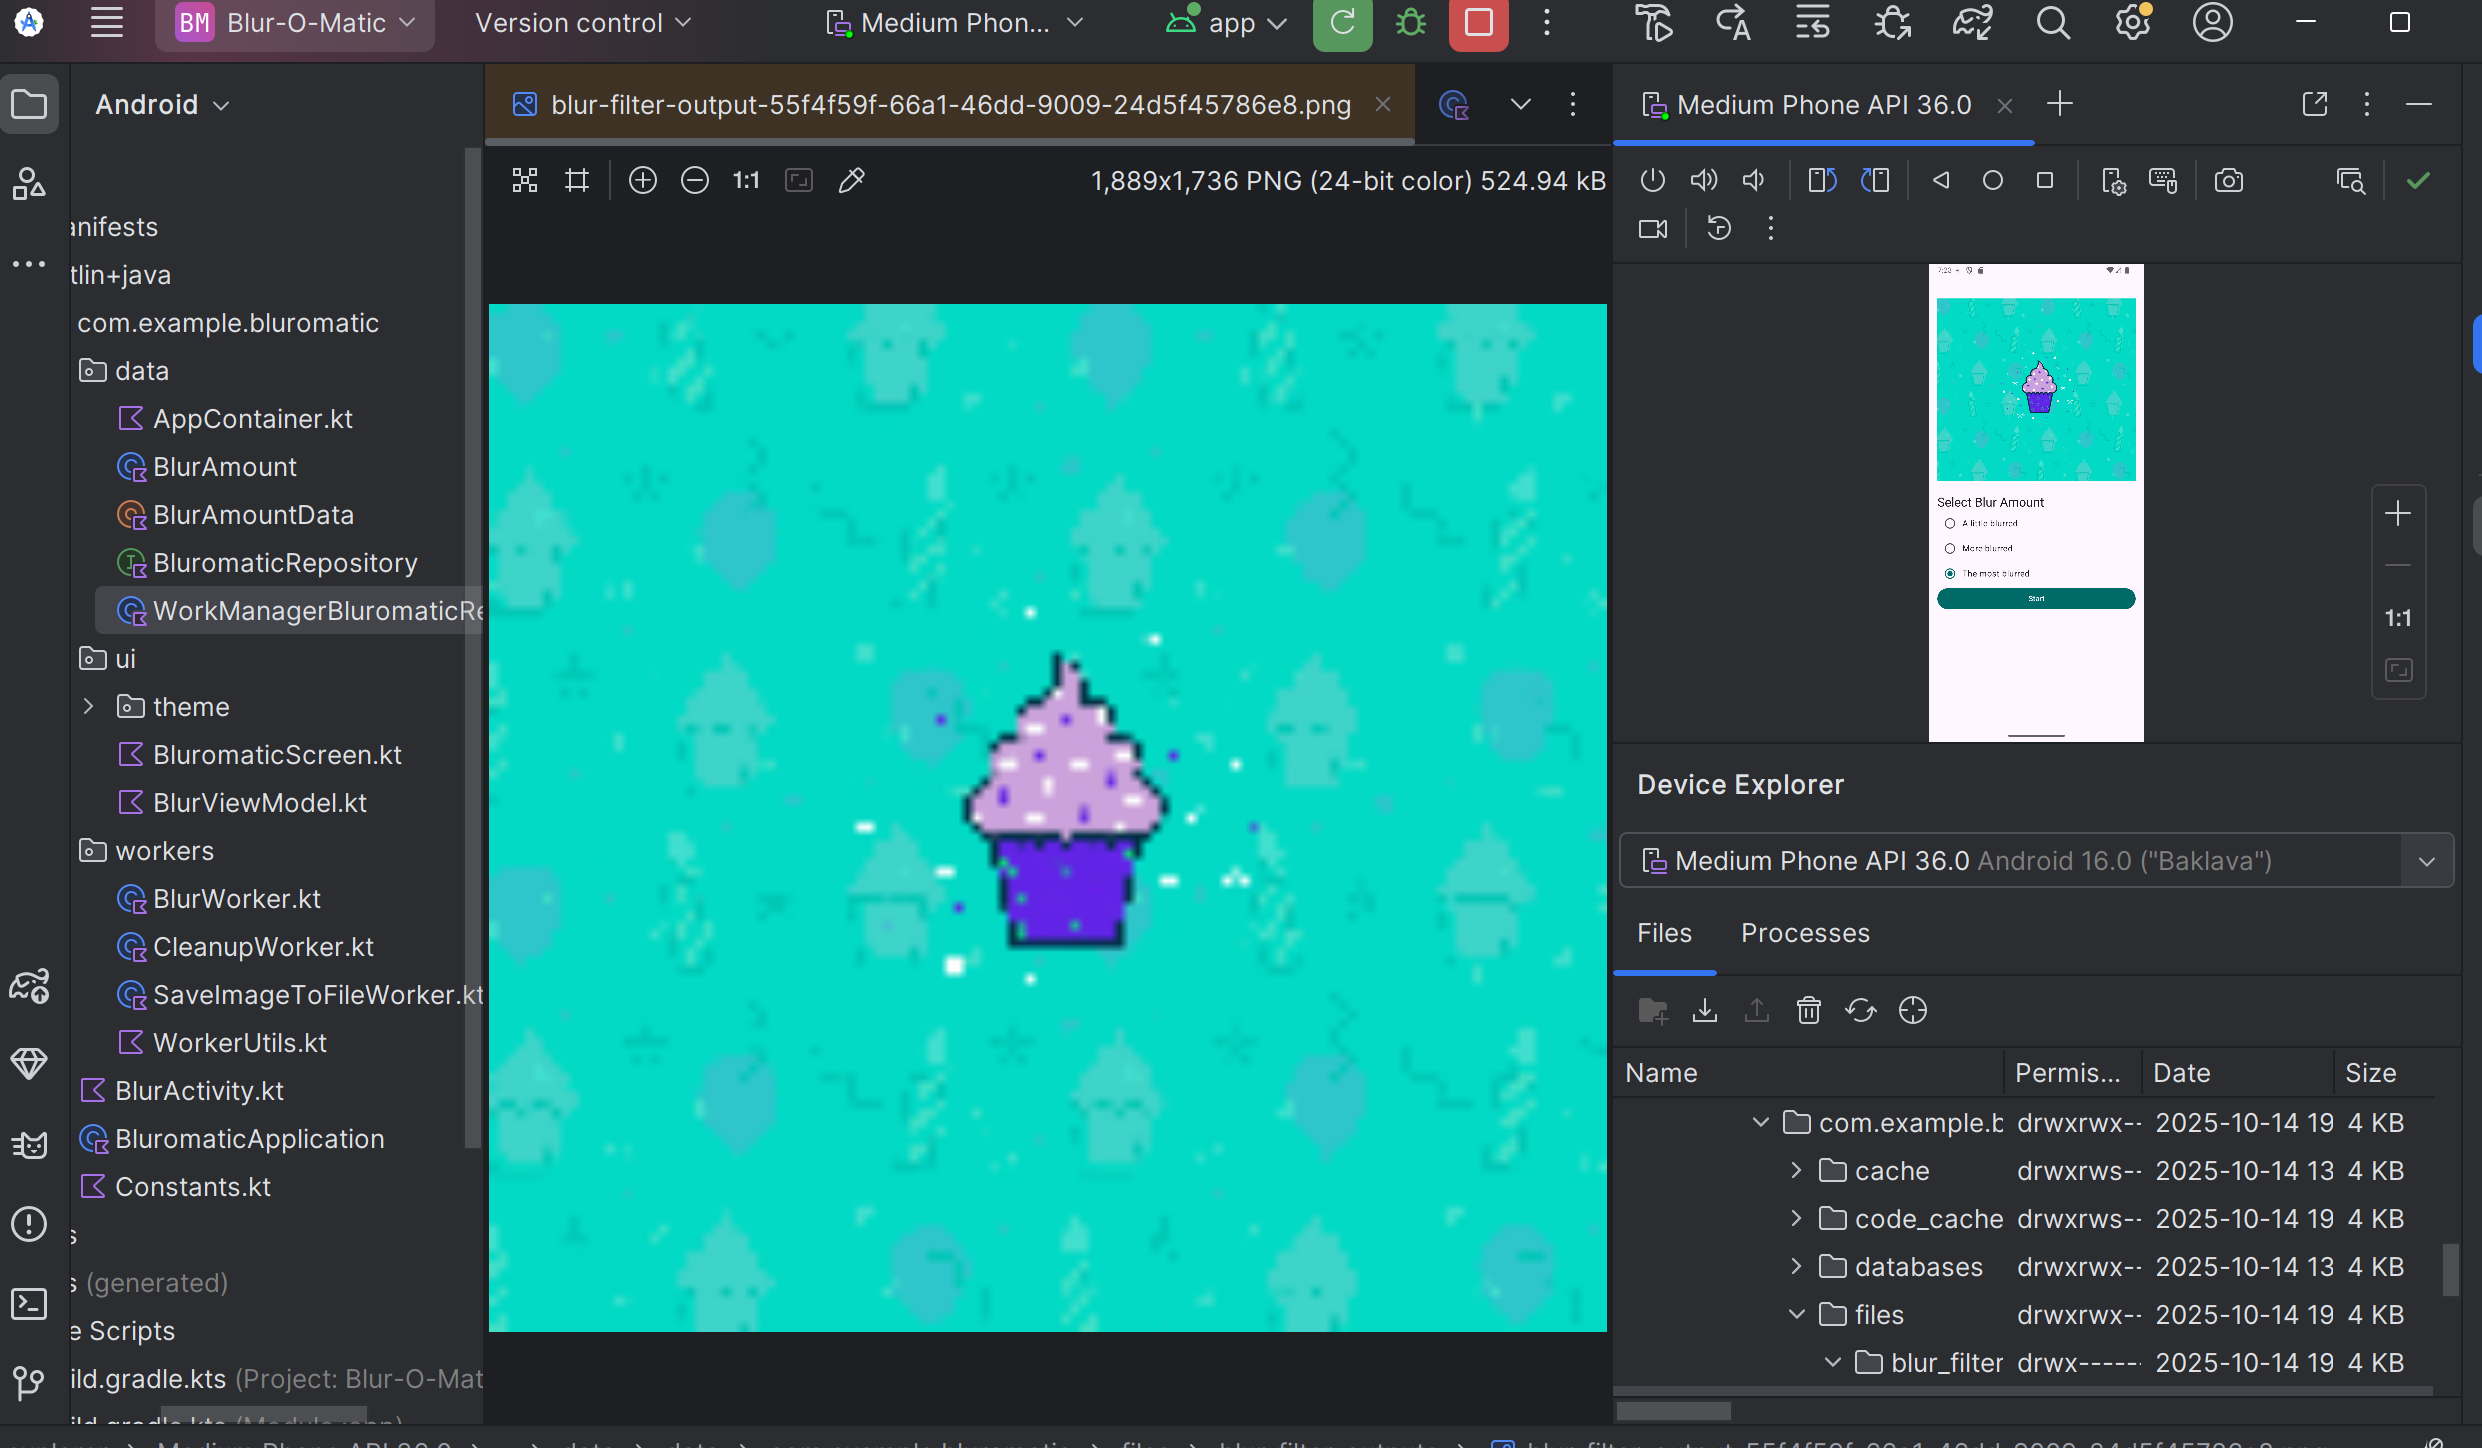 BM Blur-O-Matic
Version control
Medium Phon...
app
Android
anifests
tlin+java
com.example.bluromatic
data
AppContainer.kt
BlurAmount
BlurAmountData
BluromaticRepository
WorkManagerBluromaticRe
ui
theme
BluromaticScreen.kt
BlurViewModel.kt
workers
BlurWorker.kt
CleanupWorker.kt
SaveImageToFileWorker.kt
WorkerUtils.kt
BlurActivity.kt
BluromaticApplication
Constants.kt
s
s (generated)
e Scripts
ild.gradle.kts (Project: Blur-O-Mat
ild.gradle.kts (Module :app)
blur-filter-output-55f4f59f-66a1-46dd-9009-24d5f45786e8.png
1:1
1,889x1,736 PNG (24-bit color) 524.94 kB
Medium Phone API 36.0
7:23
Select Blur Amount
A little blurred
More blurred
The most blurred
Start
1:1
Device Explorer
Medium Phone API 36.0 Android 16.0 ("Baklava")
Files Processes
Name Permis... Date Size
com.example.b drwxrwx-- 2025-10-14 19 4 KB
cache drwxrws-- 2025-10-14 13 4 KB
code_cache drwxrws-- 2025-10-14 19 4 KB
databases drwxrwx-- 2025-10-14 13 4 KB
files drwxrwx-- 2025-10-14 19 4 KB
blur_filter drwx------ 2025-10-14 19 4 KB